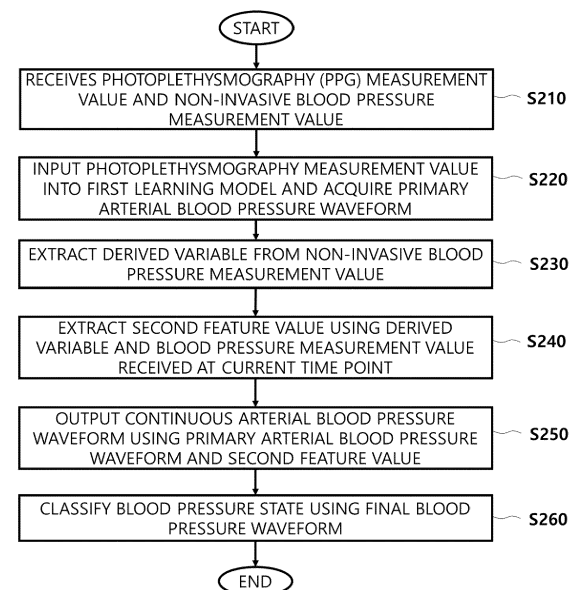 START
RECEIVES PHOTOPLETHYSMOGRAPHY (PPG) MEASUREMENT
VALUE AND NON-INVASIVE BLOOD PRESSURE
MEASUREMENT VALUE
S210
INPUT PHOTOPLETHYSMOGRAPHY MEASUREMENT VALUE
INTO FIRST LEARNING MODEL AND ACQUIRE PRIMARY
ARTERIAL BLOOD PRESSURE WAVEFORM
S220
EXTRACT DERIVED VARIABLE FROM NON-INVASIVE BLOOD
PRESSURE MEASUREMENT VALUE
S230
EXTRACT SECOND FEATURE VALUE USING DERIVED
VARIABLE AND BLOOD PRESSURE MEASUREMENT VALUE
RECEIVED AT CURRENT TIME POINT
S240
OUTPUT CONTINUOUS ARTERIAL BLOOD PRESSURE
WAVEFORM USING PRIMARY ARTERIAL BLOOD PRESSURE
WAVEFORM AND SECOND FEATURE VALUE
S250
CLASSIFY BLOOD PRESSURE STATE USING FINAL BLOOD
PRESSURE WAVEFORM
S260
END